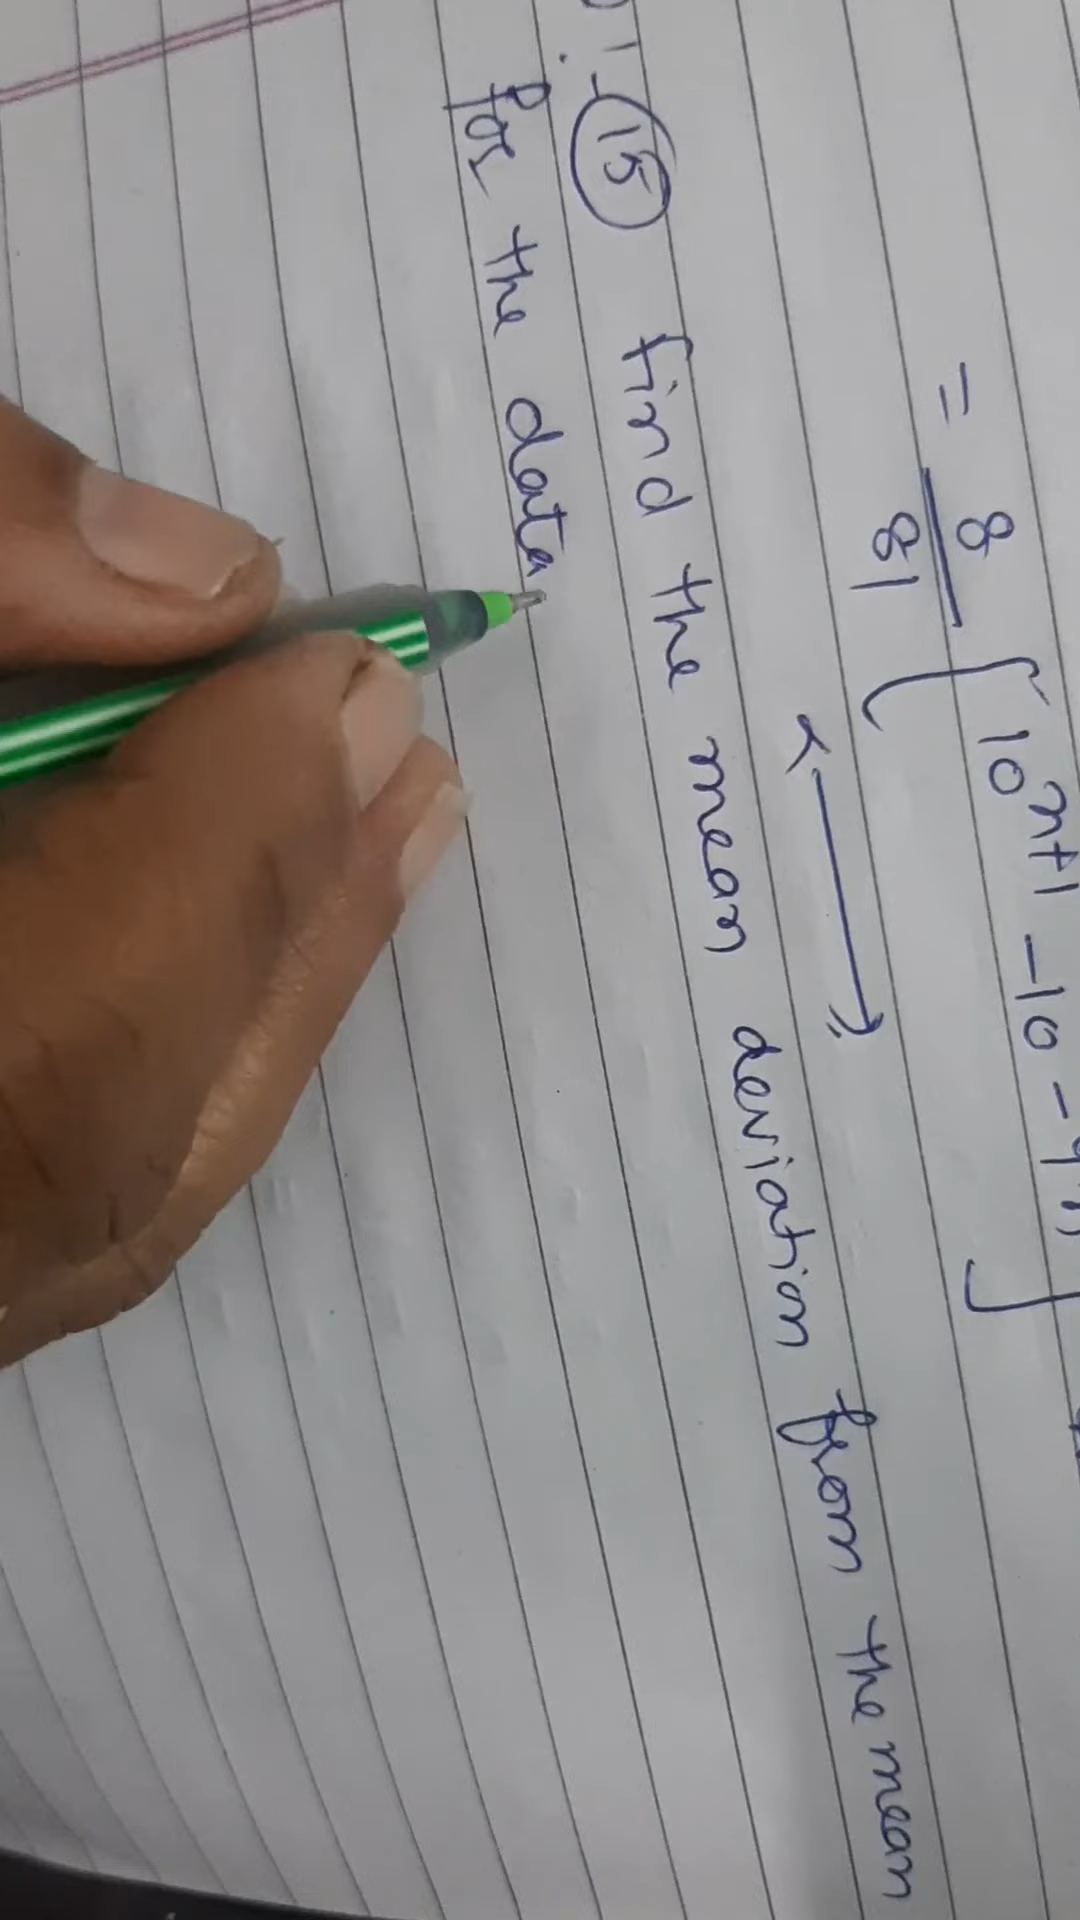 = 8/81 { 10^n+1 - 10 - 9n }
15 Find the mean deviation from the mean
for the data